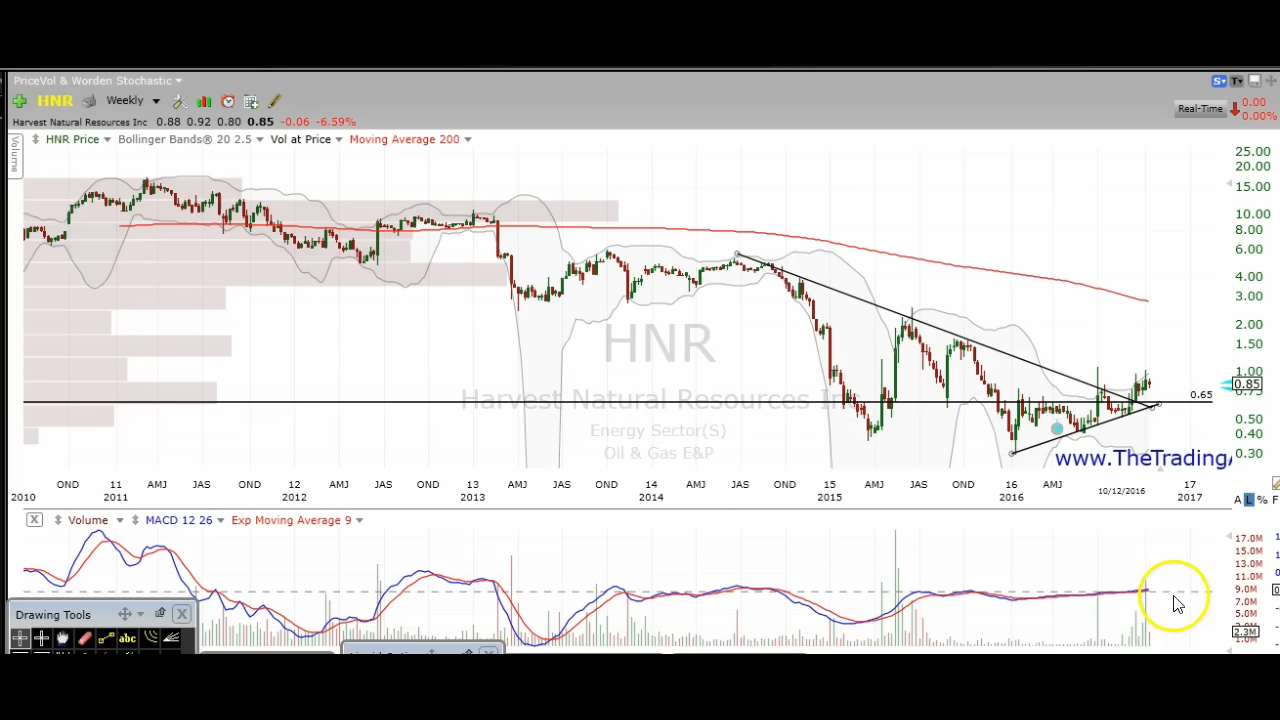 PriceVol & Worden Stochastic
S T
HNR Weekly
Real-Time 0.00
0.00%
Harvest Natural Resources Inc 0.88 0.92 0.80 0.85 -0.06 -6.59%
Volume
HNR Price Bollinger Bands® 20 2.5 Vol at Price Moving Average 200
25.00
20.00
15.00
10.00
8.00
6.00
4.00
3.00
2.00
1.50
1.00
0.85
0.75
0.65
0.50
0.40
0.30
HNR
Harvest Natural Resources Inc
Energy Sector(S)
Oil & Gas E&P
www.TheTrading
OND 11 AMJ JAS OND 12 AMJ JAS OND 13 AMJ JAS OND 14 AMJ JAS OND 15 AMJ JAS OND 16 AMJ 10/12/2016 17
2010 2011 2012 2013 2014 2015 2016 2017
A L % F
X Volume MACD 12 26 Exp Moving Average 9
17.0M
15.0M
13.0M
11.0M
9.0M
7.0M
5.0M
2.3M
1.0M
Drawing Tools X
abc